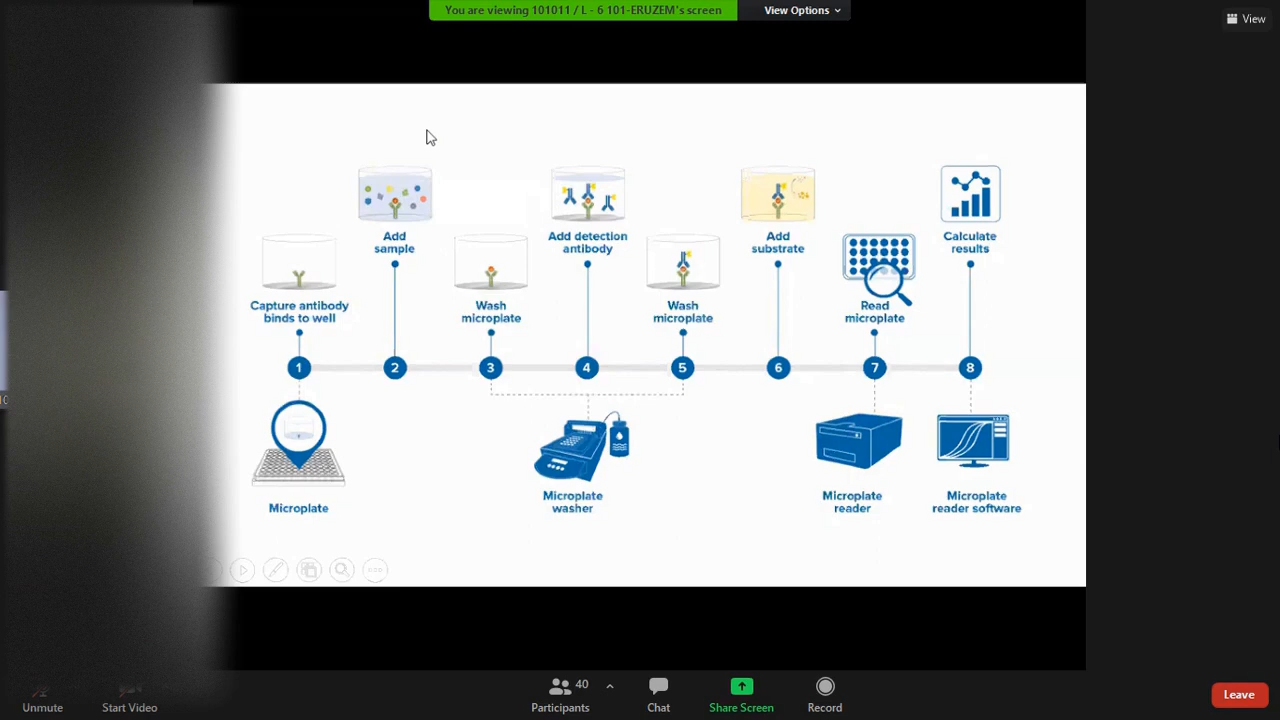 You are viewing 101011 / L - 6 101-ERUZEM's screen
View Options
View
Add
sample
Add detection
antibody
Add
substrate
Calculate
results
Capture antibody
binds to well
Wash
microplate
Wash
microplate
Read
microplate
1
2
3
4
5
6
7
8
Microplate
Microplate
washer
Microplate
reader
Microplate
reader software
Unmute
Start Video
40
Participants
Chat
Share Screen
Record
Leave